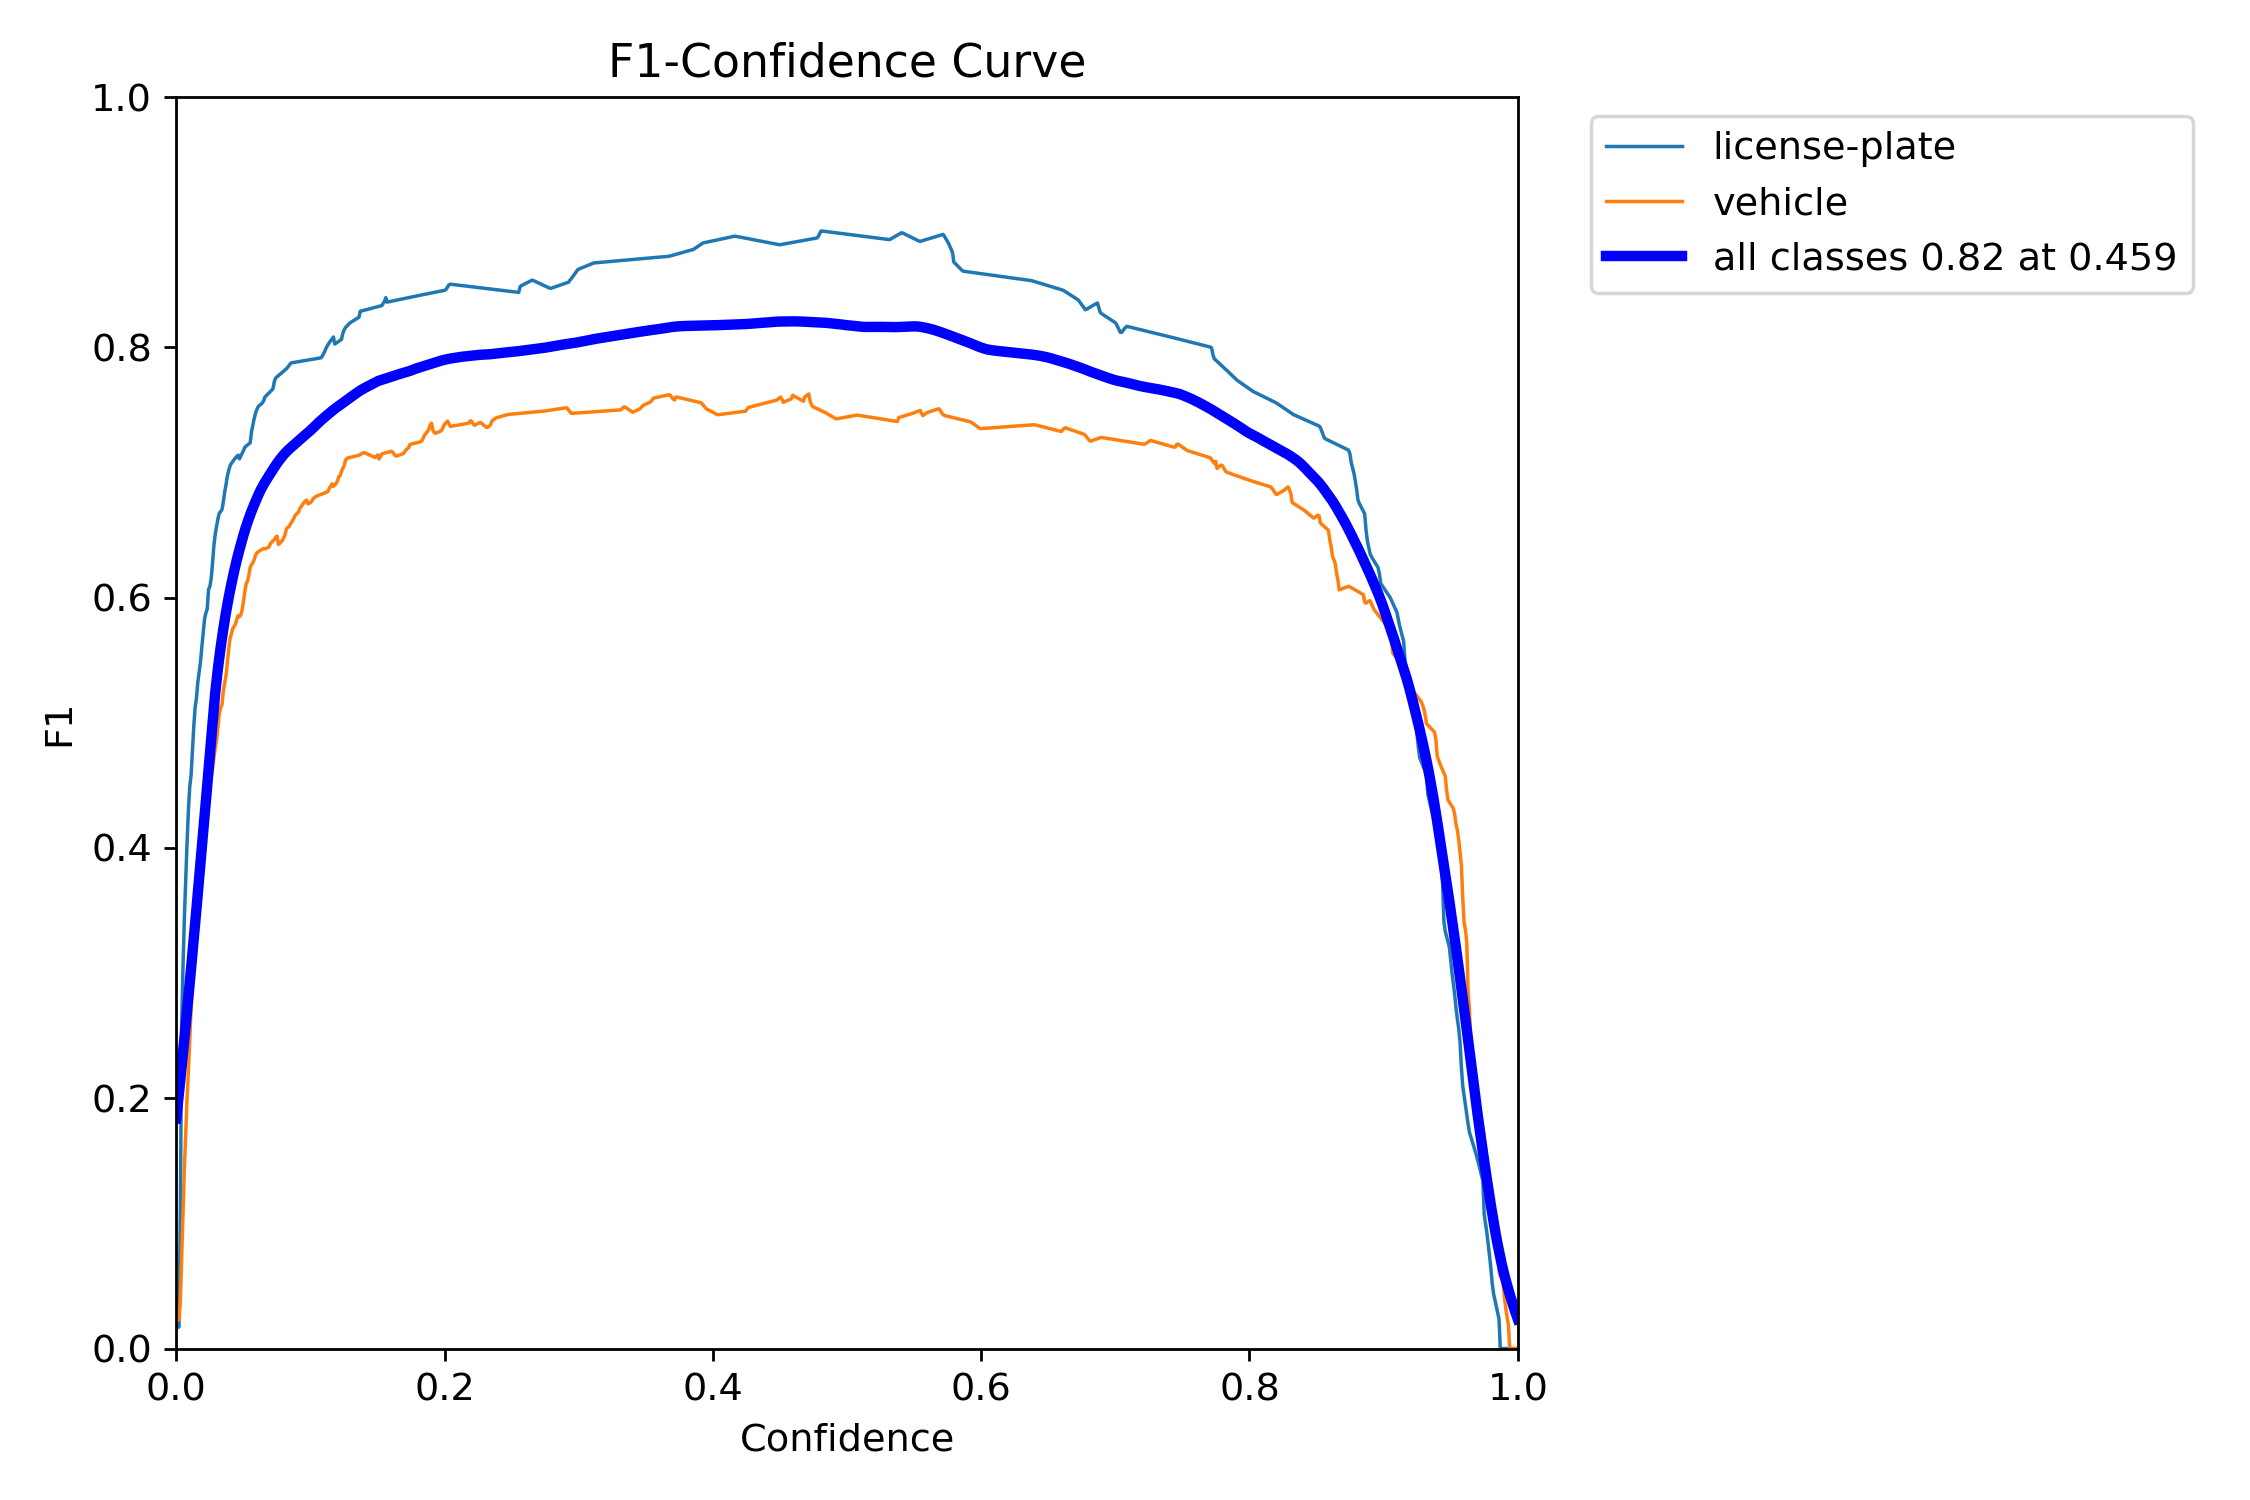 F1-Confidence Curve
1.0
0.8
0.6
0.4
0.2
0.0
F1
0.0 0.2 0.4 0.6 0.8 1.0
Confidence
license-plate
vehicle
all classes 0.82 at 0.459